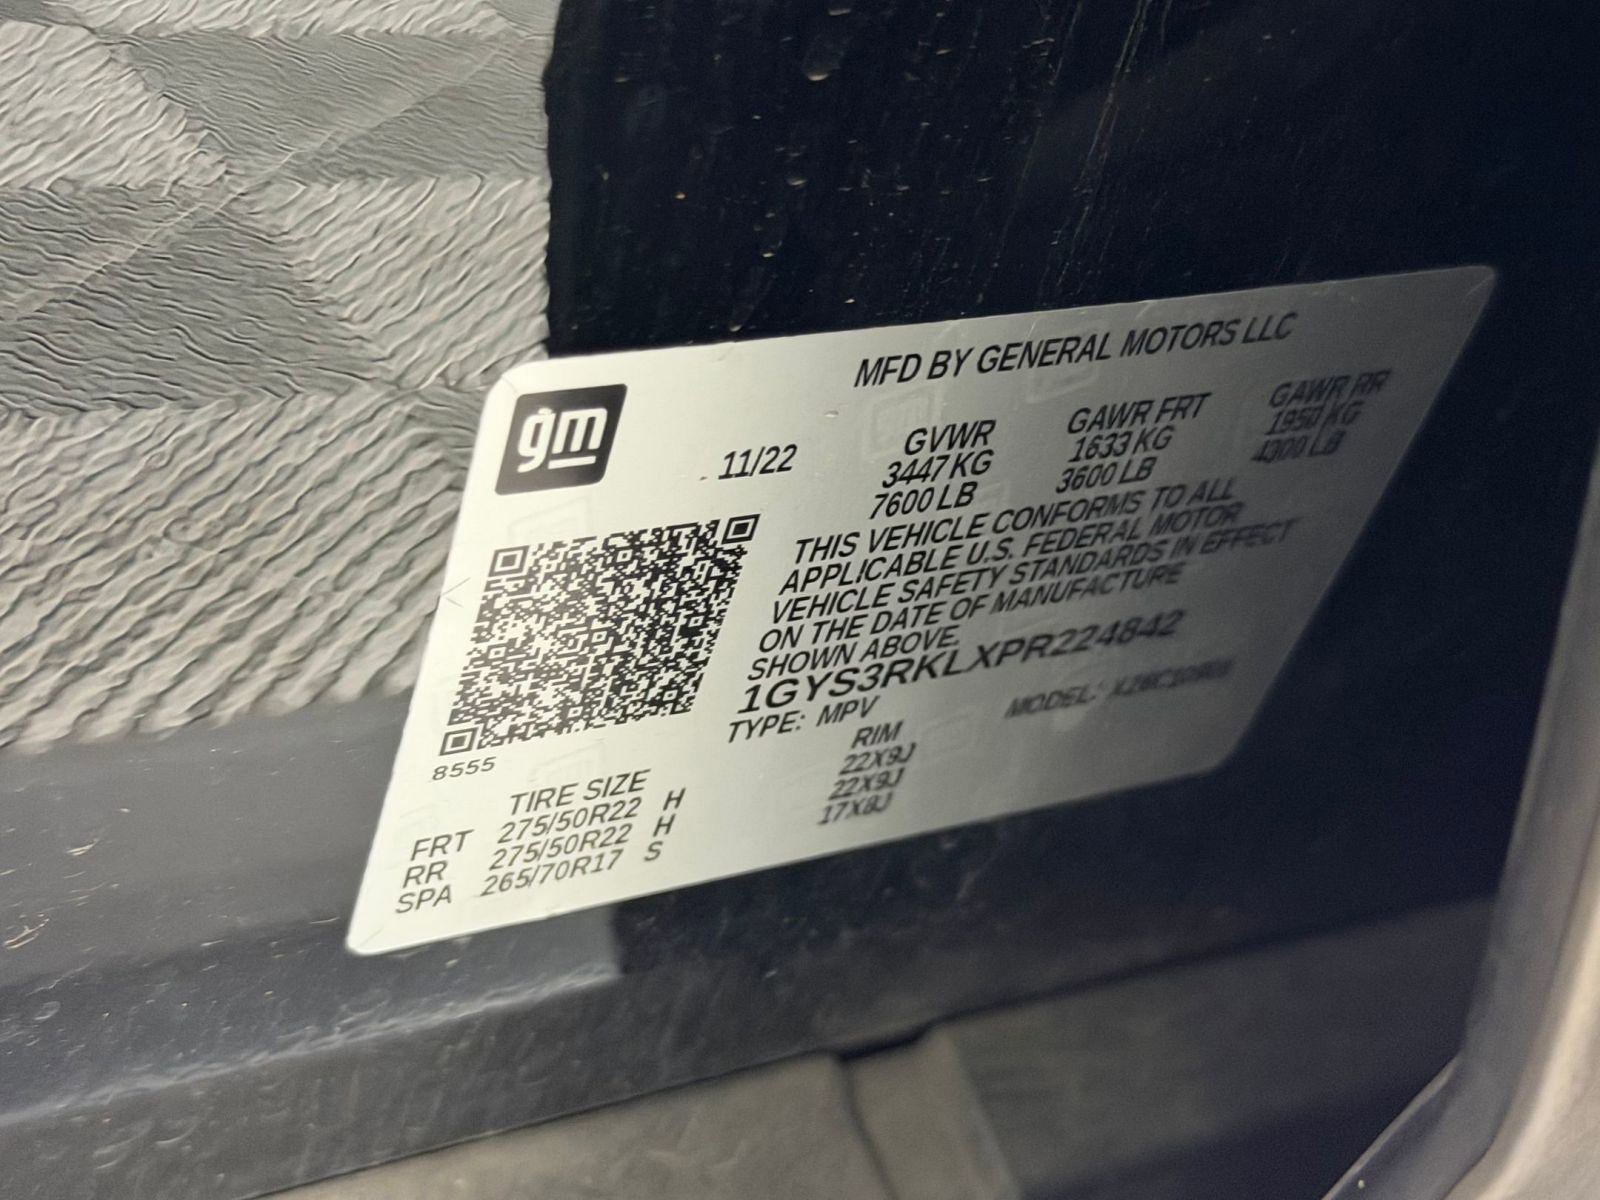 MFD BY GENERAL MOTORS LLC
gm
11/22
GVWR GAWR FRT GAWR RR
3447 KG 1633 KG 1950 KG
7600 LB 3600 LB 4300 LB
THIS VEHICLE CONFORMS TO ALL
APPLICABLE U.S. FEDERAL MOTOR
VEHICLE SAFETY STANDARDS IN EFFECT
ON THE DATE OF MANUFACTURE
SHOWN ABOVE.
1GYS3RKLXPR224842
TYPE: MPV MODEL:
8555
TIRE SIZE RIM
FRT 275/50R22 H 22X9J
RR 275/50R22 H 22X9J
SPA 265/70R17 S 17X8J